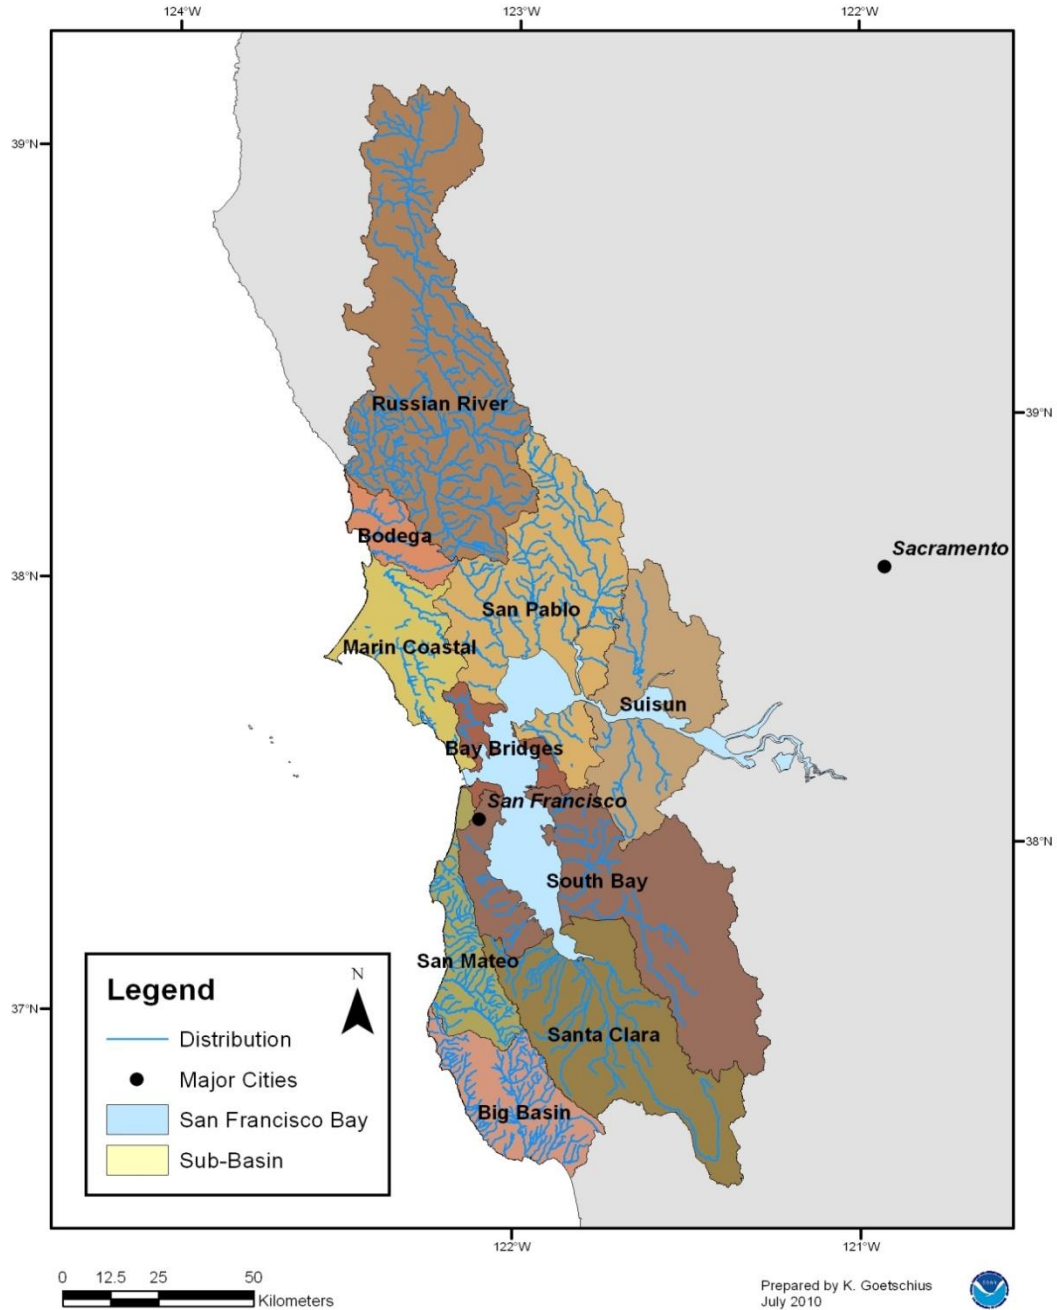 124°W
123°W
122°W
39°N
39°N
Russian River
Bodega
Sacramento
38°N
San Pablo
Marin Coastal
Suisun
Bay Bridges
San Francisco
38°N
South Bay
San Mateo
Legend
N
37°N
Distribution
Santa Clara
Major Cities
Big Basin
San Francisco Bay
Sub-Basin
122°W
121°W
0 12.5 25 50
Kilometers
Prepared by K. Goetschius
July 2010